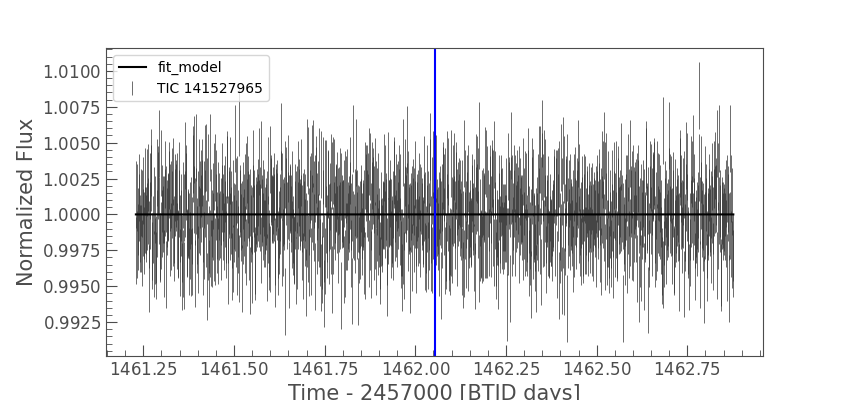 fit_model
TIC 141527965
1.0100
1.0075
1.0050
1.0025
1.0000
0.9975
0.9950
0.9925
Normalized Flux
1461.25 1461.50 1461.75 1462.00 1462.25 1462.50 1462.75
Time - 2457000 [BTJD days]